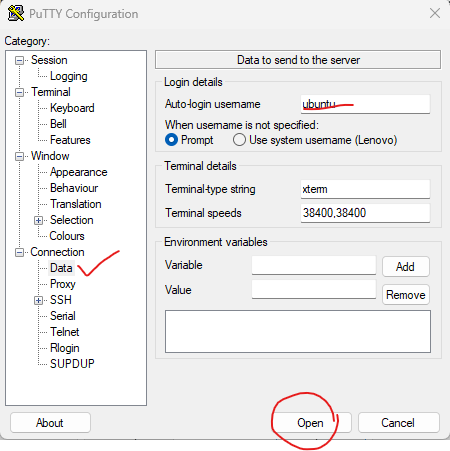 PuTTY Configuration
Category:
Session
Logging
Terminal
Keyboard
Bell
Features
Window
Appearance
Behaviour
Translation
Selection
Colours
Connection
Data
Proxy
SSH
Serial
Telnet
Rlogin
SUPDUP
Data to send to the server
Login details
Auto-login username ubuntu
When username is not specified:
Prompt Use system username (Lenovo)
Terminal details
Terminal-type string xterm
Terminal speeds 38400,38400
Environment variables
Variable Add
Value Remove
About Open Cancel